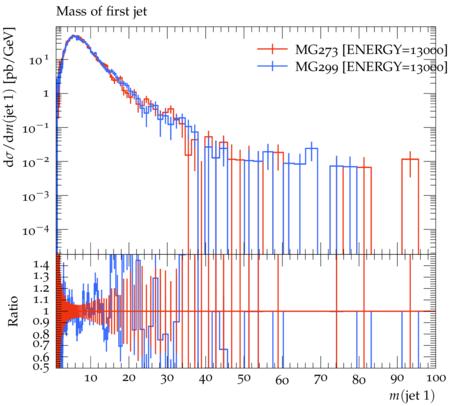 Mass of first jet
dσ/dm(jet 1) [pb/GeV]
MG273 [ENERGY=13000]
MG299 [ENERGY=13000]
10¹
1
10⁻¹
10⁻²
10⁻³
10⁻⁴
Ratio
1.4
1.3
1.2
1.1
1
0.9
0.8
0.7
0.6
0.5
10 20 30 40 50 60 70 80 90 100
m(jet 1)